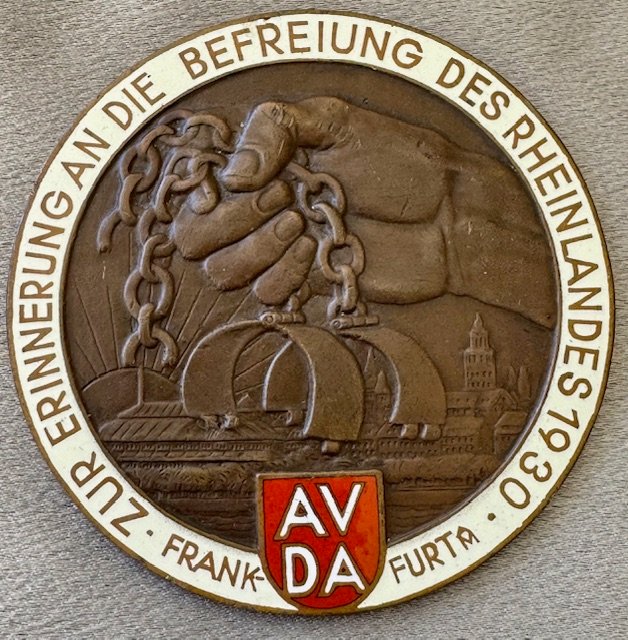 · ZUR ERINNERUNG AN DIE BEFREIUNG DES RHEINLANDES 1930 ·
FRANK-FURT A M
AV
DA